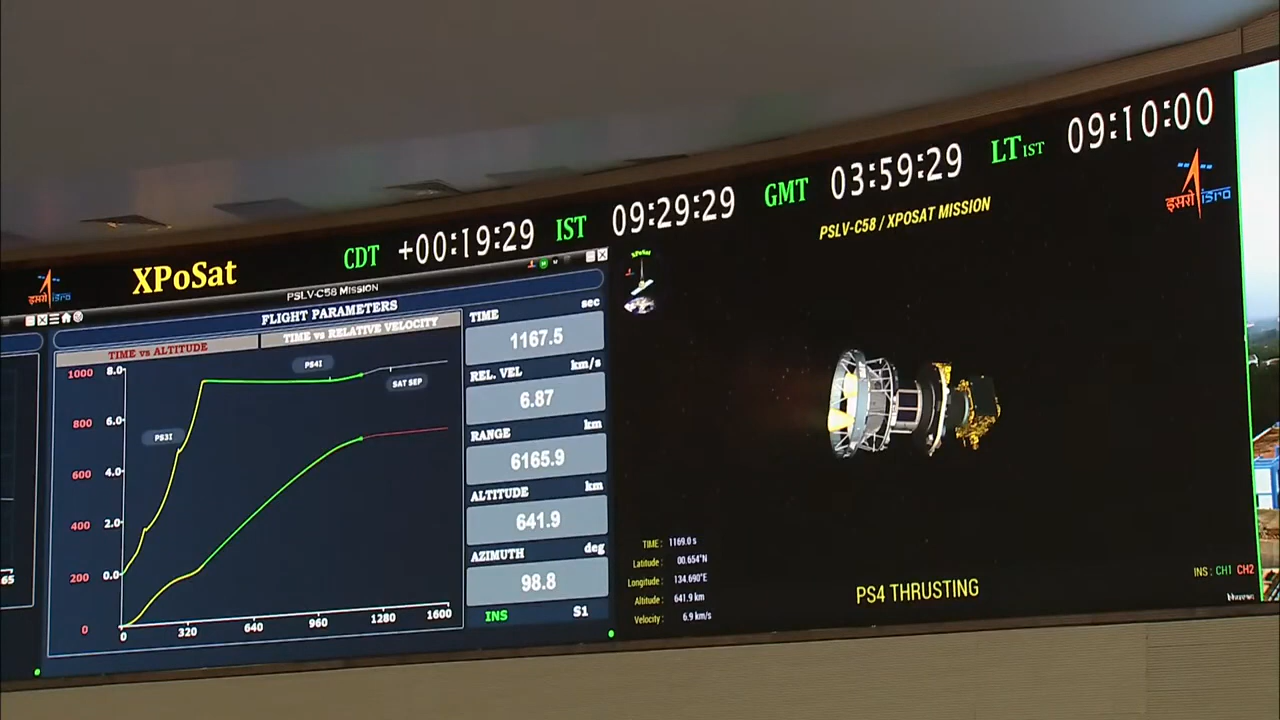 CDT +00:19:29 IST 09:29:29 GMT 03:59:29 LT IST 09:10:00
इसरो isro
XPoSat
PSLV-C58 MISSION
FLIGHT PARAMETERS
TIME vs ALTITUDE
TIME vs RELATIVE VELOCITY
1000 8.0
800 6.0
600 4.0
400 2.0
200 0.0
0
0 320 640 960 1280 1600
PS3I
PS4I
SAT SEP
65
TIME sec
1167.5
REL. VEL km/s
6.87
RANGE km
6165.9
ALTITUDE km
641.9
AZIMUTH deg
98.8
INS S1
PSLV-C58 / XPOSAT MISSION
इसरो isro
XPoSat
TIME : 1169.0 s
Latitude : 00.654°N
Longitude : 134.690°E
Altitude : 641.9 km
Velocity : 6.9 km/s
PS4 THRUSTING
INS : CH1 CH2